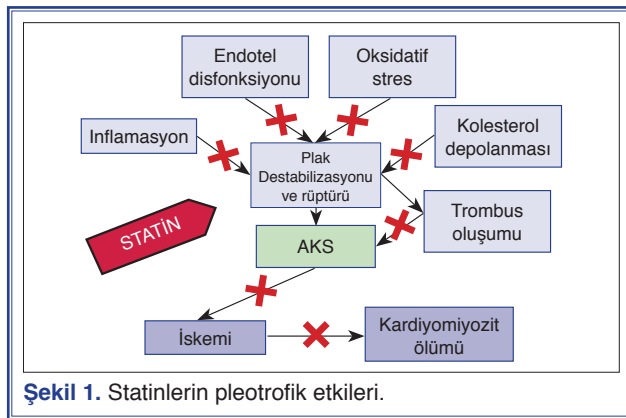 Endotel
disfonksiyonu
Oksidatif
stres
Inflamasyon
Kolesterol
depolanması
Plak
Destabilizasyonu
ve rüptürü
STATİN
Trombus
oluşumu
AKS
İskemi
Kardiyomiyozit
ölümü
Şekil 1. Statinlerin pleotrofik etkileri.